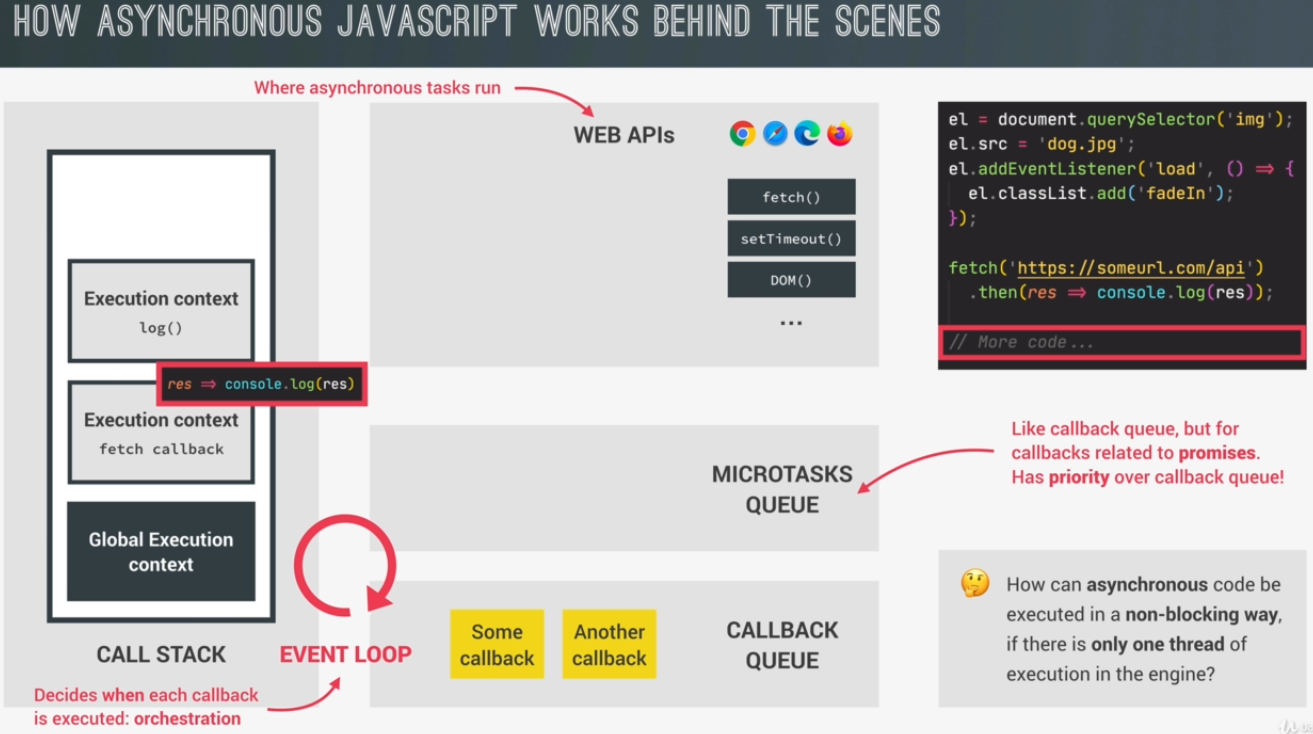 HOW ASYNCHRONOUS JAVASCRIPT WORKS BEHIND THE SCENES
Where asynchronous tasks run
WEB APIs
fetch()
setTimeout()
DOM()
...
el = document.querySelector('img');
el.src = 'dog.jpg';
el.addEventListener('load', () => {
el.classList.add('fadeIn');
});
fetch('https://someurl.com/api')
.then(res => console.log(res));
// More code...
Execution context
log()
res => console.log(res)
Execution context
fetch callback
Global Execution
context
CALL STACK
EVENT LOOP
Decides when each callback
is executed: orchestration
MICROTASKS
QUEUE
Like callback queue, but for
callbacks related to promises.
Has priority over callback queue!
Some
callback
Another
callback
CALLBACK
QUEUE
How can asynchronous code be
executed in a non-blocking way,
if there is only one thread of
execution in the engine?